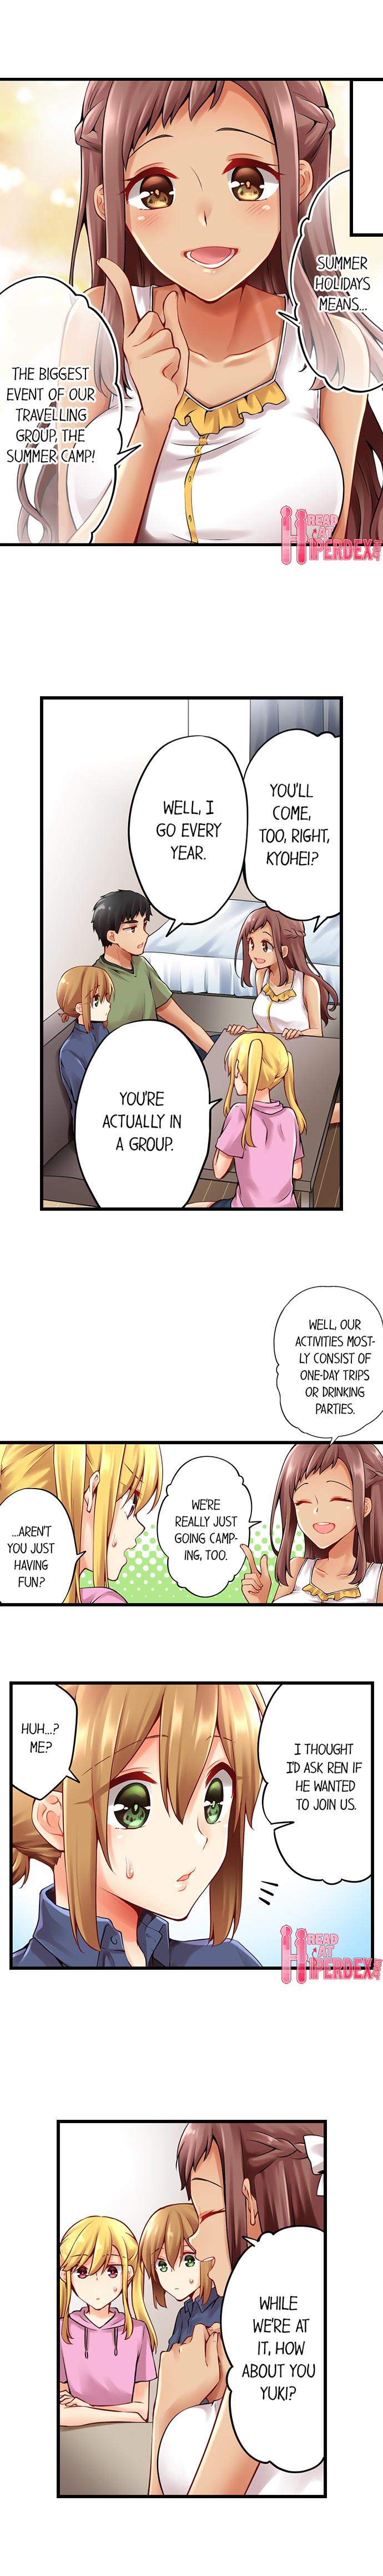 SUMMER
HOLIDAYS
MEANS...
THE BIGGEST
EVENT OF OUR
TRAVELLING
GROUP, THE
SUMMER CAMP!
READ
AT
HIPERDEX
YOU'LL
COME,
TOO, RIGHT,
KYOHEI?
WELL, I
GO EVERY
YEAR.
YOU'RE
ACTUALLY IN
A GROUP.
WELL, OUR
ACTIVITIES MOST-
LY CONSIST OF
ONE-DAY TRIPS
OR DRINKING
PARTIES.
WE'RE
REALLY JUST
GOING CAMP-
ING, TOO.
...AREN'T
YOU JUST
HAVING
FUN?
I THOUGHT
I'D ASK REN IF
HE WANTED
TO JOIN US.
HUH...?
ME?
READ
AT
HIPERDEX
WHILE
WE'RE AT
IT, HOW
ABOUT YOU
YUKI?